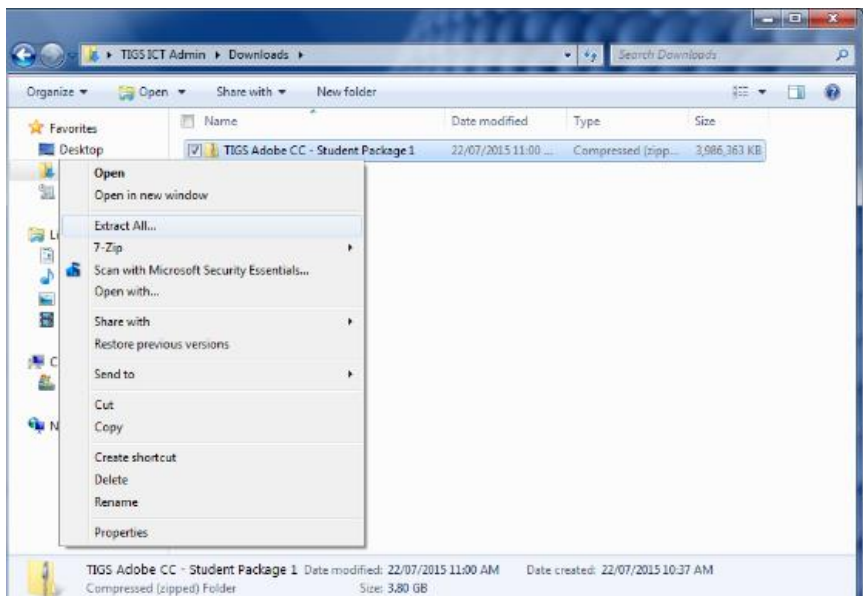 TIGS ICT Admin Downloads
Search Downloads
Organize Open Share with New folder
Name Date modified Type Size
Favorites
Desktop
TIGS Adobe CC - Student Package 1 22/07/2015 11:00 ... Compressed (zipp... 3,986,363 KB
Open
Open in new window
Extract All...
7-Zip
Scan with Microsoft Security Essentials...
Open with...
Share with
Restore previous versions
Send to
Cut
Copy
Create shortcut
Delete
Rename
Properties
Li
C
N
TIGS Adobe CC - Student Package 1 Date modified: 22/07/2015 11:00 AM Date created: 22/07/2015 10:37 AM
Compressed (zipped) Folder Size: 3.80 GB